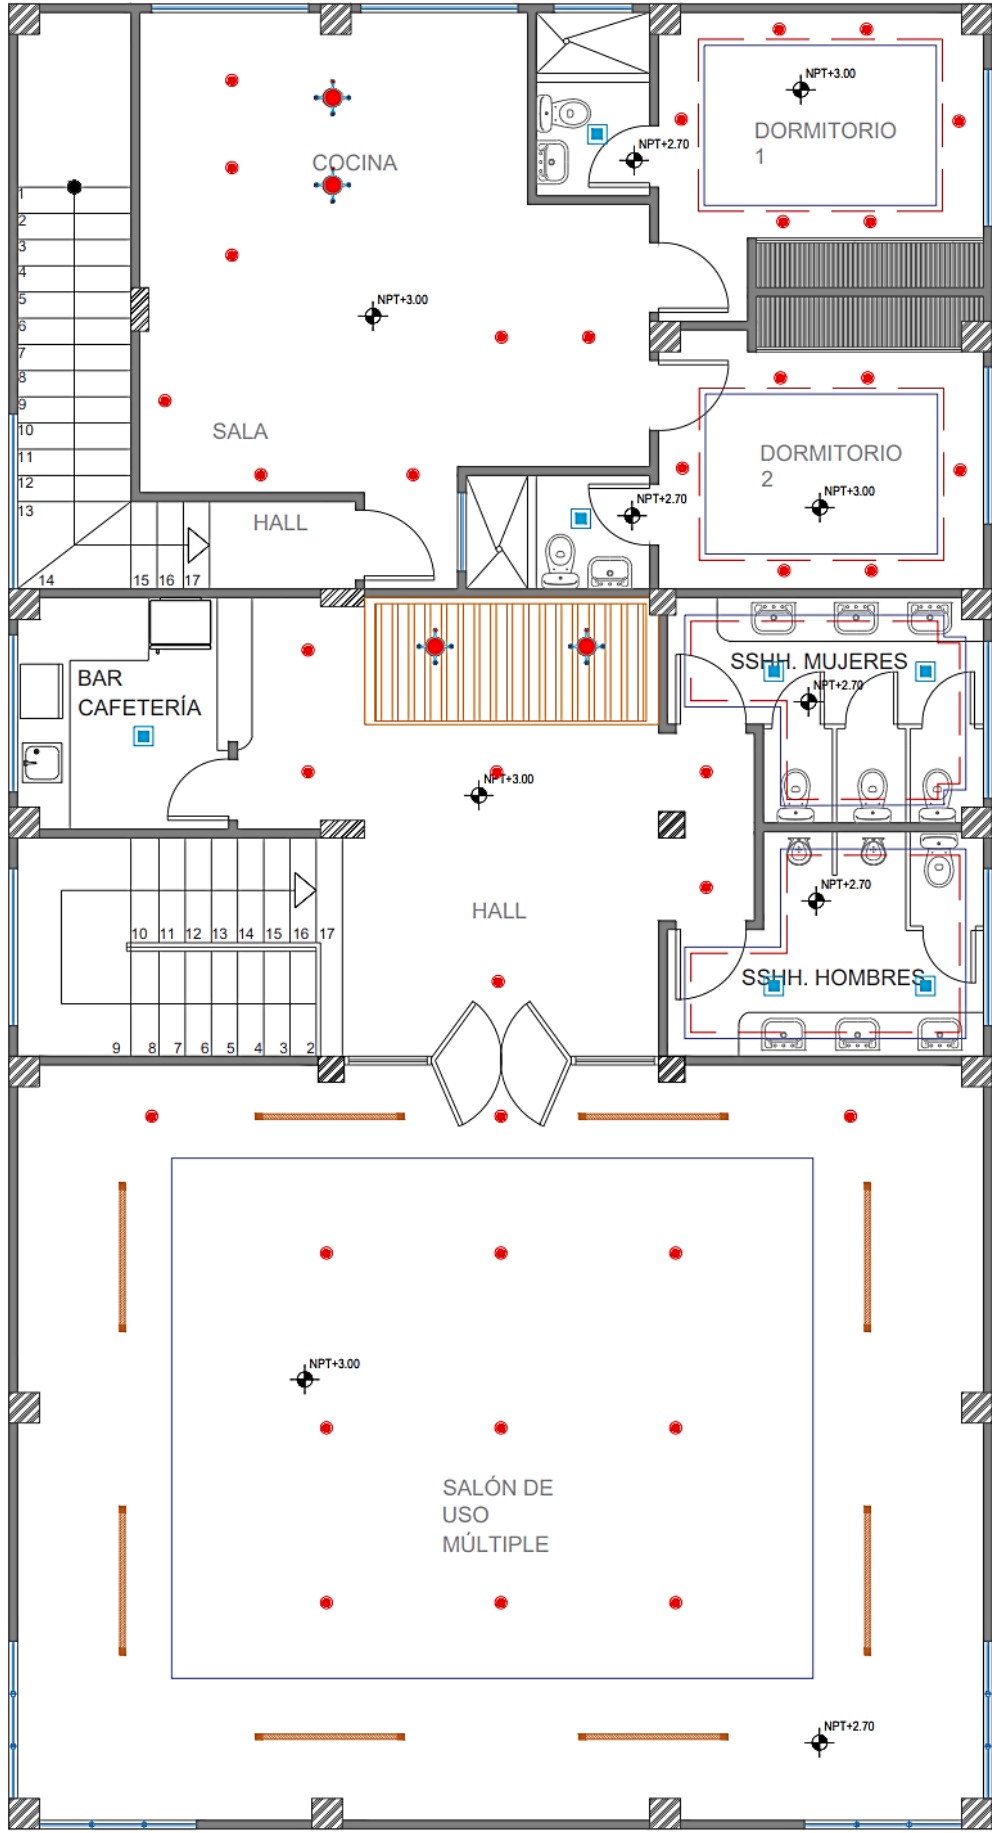 NPT+3.00
DORMITORIO
1
NPT+2.70
COCINA
1
2
3
4
5
6
7
8
9
10
11
12
13
14
15 16 17
NPT+3.00
SALA
HALL
DORMITORIO
2
NPT+3.00
NPT+2.70
BAR
CAFETERÍA
SSHH. MUJERES
NPT+2.70
NPT+3.00
NPT+2.70
HALL
10 11 12 13 14 15 16 17
SSHH. HOMBRES
9 8 7 6 5 4 3 2
NPT+3.00
SALÓN DE
USO
MÚLTIPLE
NPT+2.70